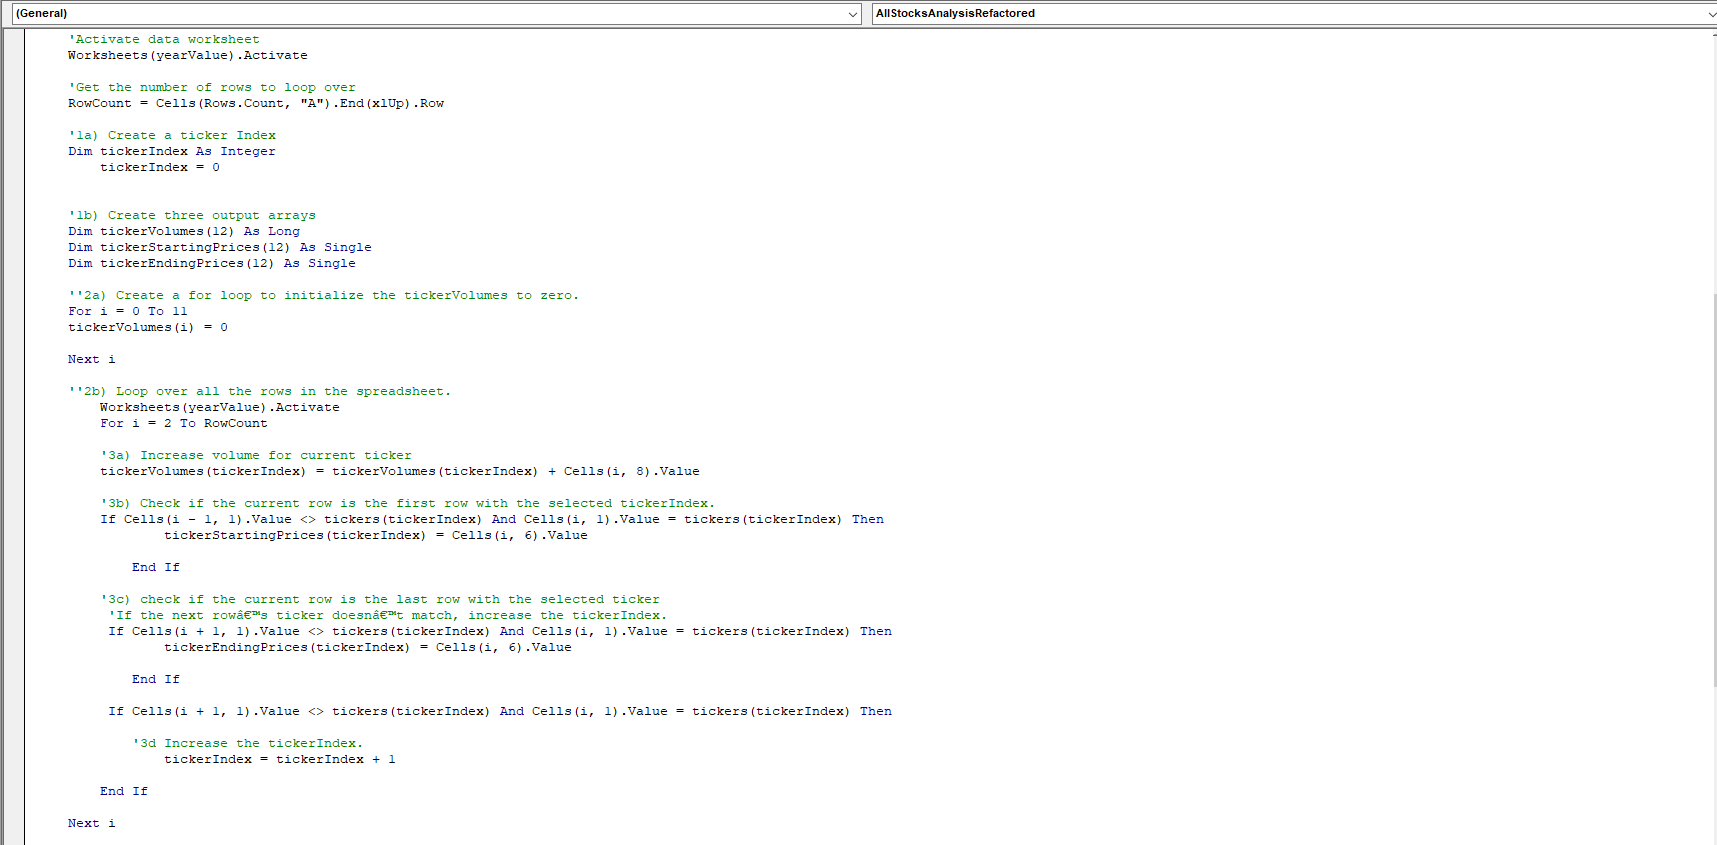 (General)
AllStocksAnalysisRefactored
'Activate data worksheet
Worksheets(yearValue).Activate
'Get the number of rows to loop over
RowCount = Cells(Rows.Count, "A").End(xlUp).Row
'1a) Create a ticker Index
Dim tickerIndex As Integer
tickerIndex = 0
'1b) Create three output arrays
Dim tickerVolumes(12) As Long
Dim tickerStartingPrices(12) As Single
Dim tickerEndingPrices(12) As Single
''2a) Create a for loop to initialize the tickerVolumes to zero.
For i = 0 To 11
tickerVolumes(i) = 0
Next i
''2b) Loop over all the rows in the spreadsheet.
Worksheets(yearValue).Activate
For i = 2 To RowCount
'3a) Increase volume for current ticker
tickerVolumes(tickerIndex) = tickerVolumes(tickerIndex) + Cells(i, 8).Value
'3b) Check if the current row is the first row with the selected tickerIndex.
If Cells(i - 1, 1).Value <> tickers(tickerIndex) And Cells(i, 1).Value = tickers(tickerIndex) Then
tickerStartingPrices(tickerIndex) = Cells(i, 6).Value
End If
'3c) check if the current row is the last row with the selected ticker
'If the next rowâ€™s ticker doesnâ€™t match, increase the tickerIndex.
If Cells(i + 1, 1).Value <> tickers(tickerIndex) And Cells(i, 1).Value = tickers(tickerIndex) Then
tickerEndingPrices(tickerIndex) = Cells(i, 6).Value
End If
If Cells(i + 1, 1).Value <> tickers(tickerIndex) And Cells(i, 1).Value = tickers(tickerIndex) Then
'3d Increase the tickerIndex.
tickerIndex = tickerIndex + 1
End If
Next i